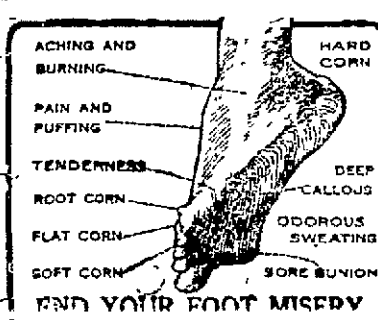 ACHING AND
BURNING
PAIN AND
PUFFING
TENDERNESS
ROOT CORN
FLAT CORN
SOFT CORN
HARD
CORN
DEEP
CALLOUS
ODOROUS
SWEATING
SORE BUNION
END YOUR FOOT MISERY